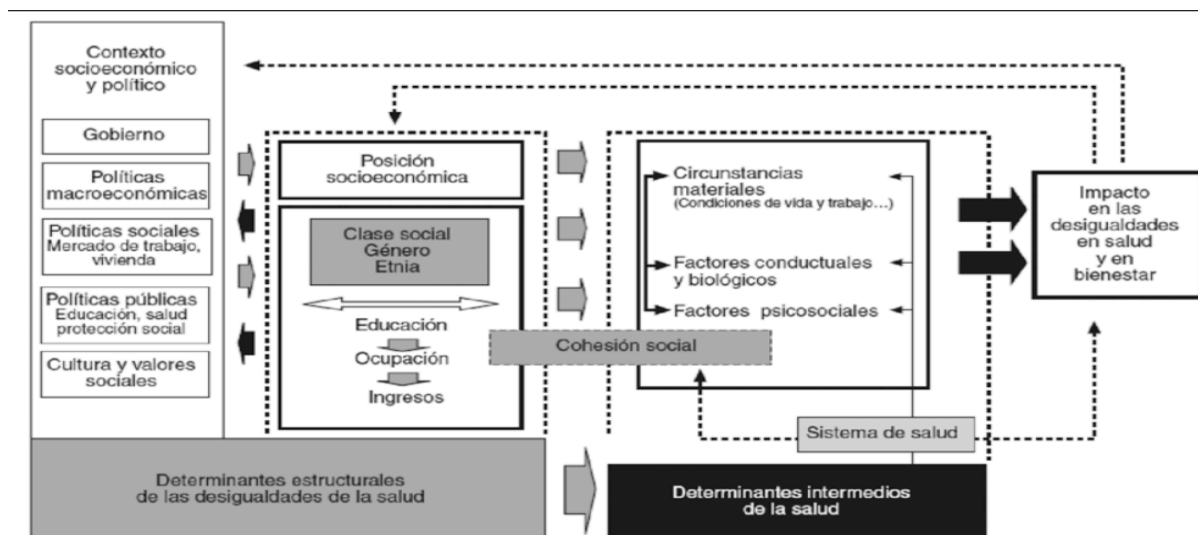 Contexto
socioeconómico
y político
Gobierno
Políticas
macroeconómicas
Políticas sociales
Mercado de trabajo,
vivienda
Políticas públicas
Educación, salud
protección social
Cultura y valores
sociales
Posición
socioeconómica
Clase social
Género
Etnia
Educación
Ocupación
Ingresos
Cohesión social
Circunstancias
materiales
(Condiciones de vida y trabajo...)
Factores conductuales
y biológicos
Factores psicosociales
Sistema de salud
Impacto
en las
desigualdades
en salud
y en
bienestar
Determinantes estructurales
de las desigualdades de la salud
Determinantes intermedios
de la salud